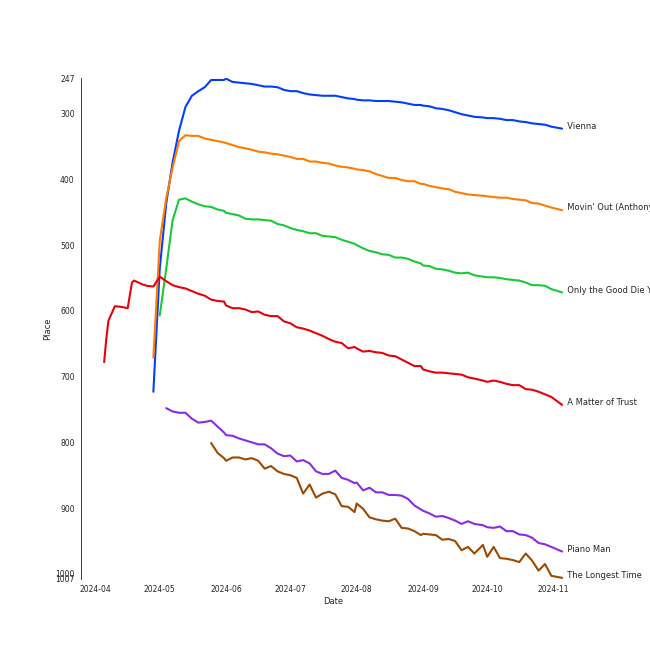 247
300
400
500
600
700
800
900
1000
1007
Place
2024-04 2024-05 2024-06 2024-07 2024-08 2024-09 2024-10 2024-11
Date
Vienna
Movin' Out (Anthony
Only the Good Die Y
A Matter of Trust
Piano Man
The Longest Time